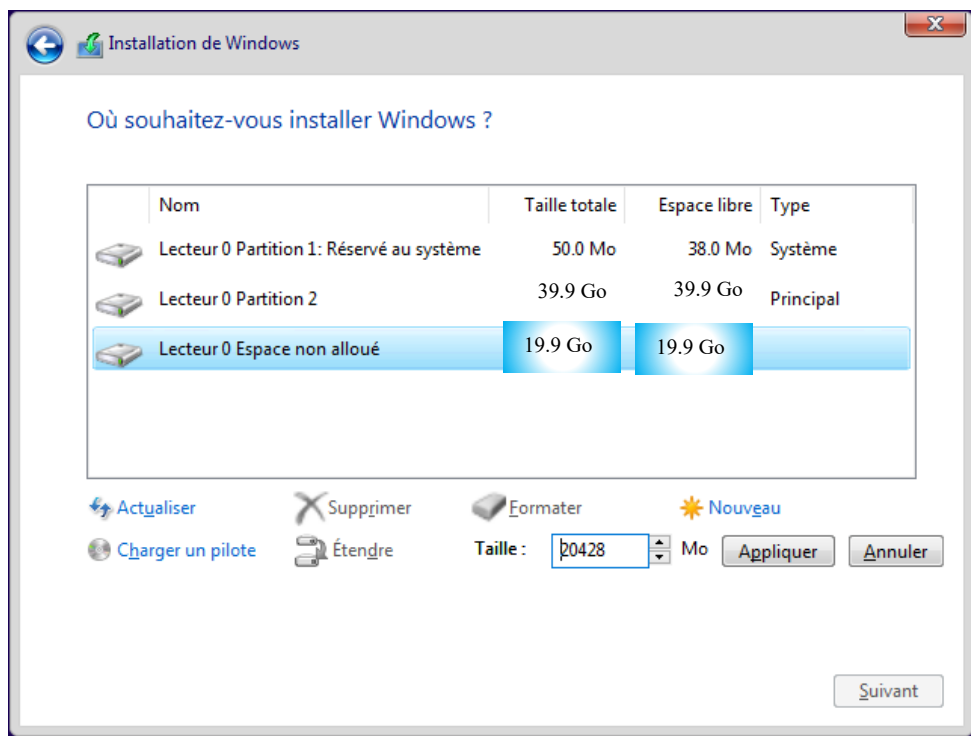 Installation de Windows
Où souhaitez-vous installer Windows ?
Nom Taille totale Espace libre Type
Lecteur 0 Partition 1: Réservé au système 50.0 Mo 38.0 Mo Système
Lecteur 0 Partition 2 39.9 Go 39.9 Go Principal
Lecteur 0 Espace non alloué 19.9 Go 19.9 Go
Actualiser Supprimer Formater Nouveau
Charger un pilote Étendre Taille : 20428 Mo Appliquer Annuler
Suivant